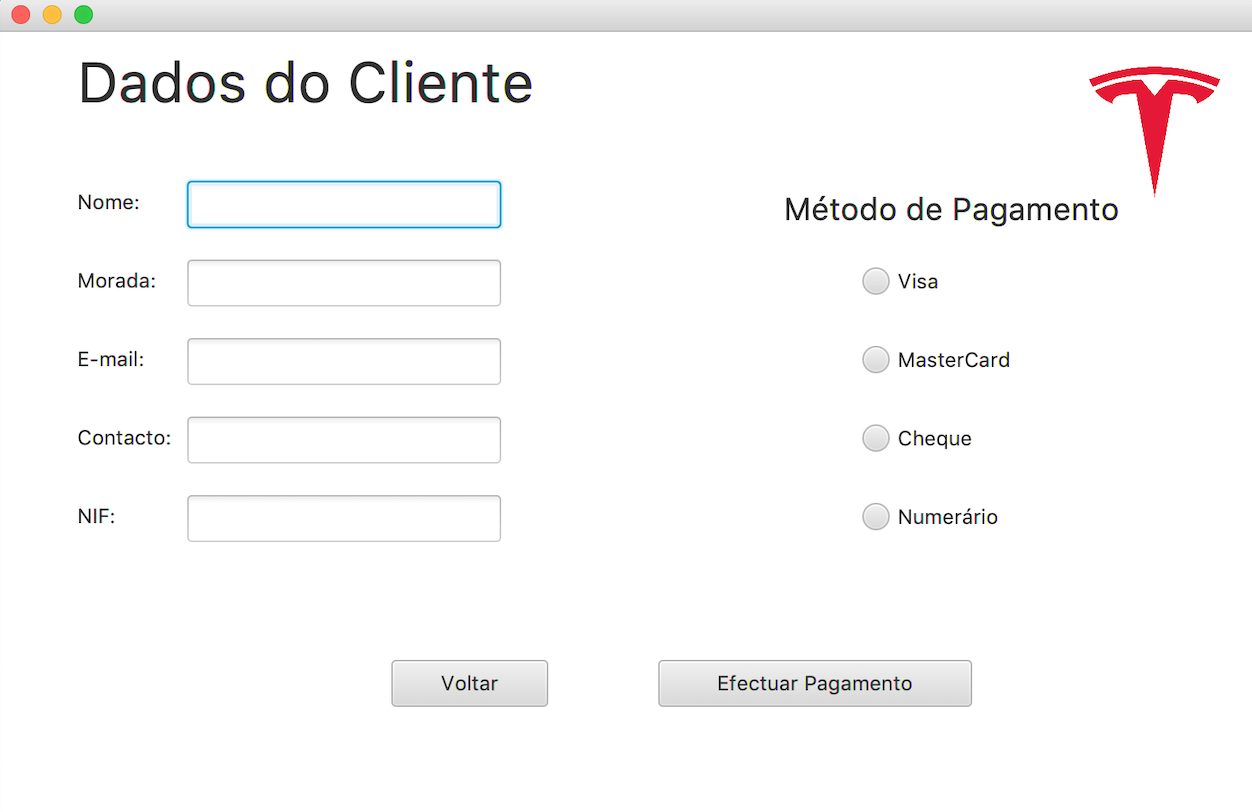 Dados do Cliente
Nome:
Morada:
E-mail:
Contacto:
NIF:
Método de Pagamento
Visa
MasterCard
Cheque
Numerário
Voltar
Efectuar Pagamento